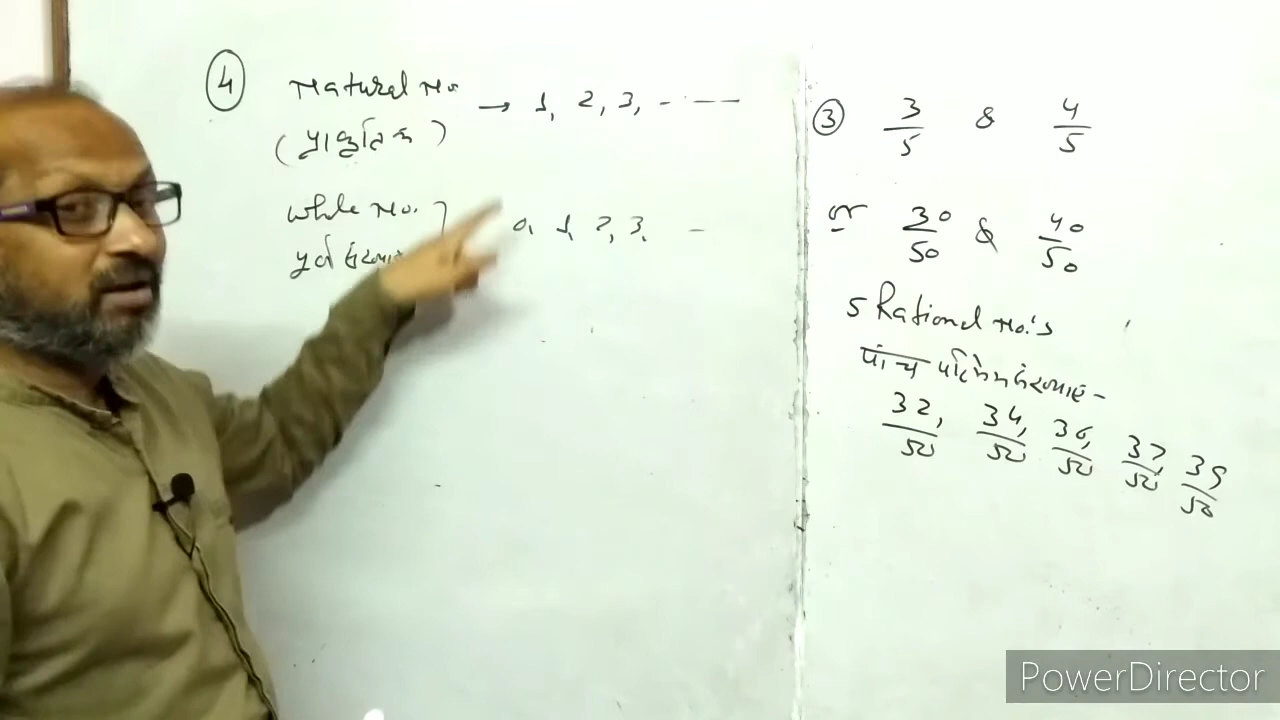 4 Natural No. → 1, 2, 3, - - - -
(प्राकृतिक)
Whole No.
0, 1, 2, 3, -
3 3/5 & 4/5
or 30/50 & 40/50
5 Rational No.'s
पांच
32/50, 34/50, 36/50, 37/50, 39/50
PowerDirector